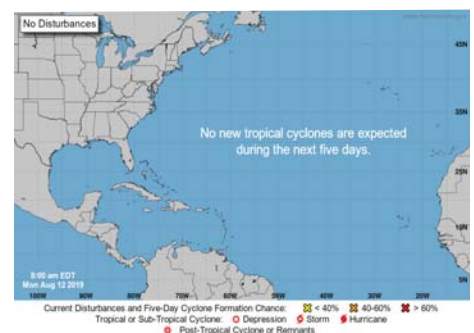 No Disturbances
45N
35N
No new tropical cyclones are expected
during the next five days.
25N
15N
5N
8:00 am EDT
Mon Aug 12 2019
100W 90W 80W 70W 60W 50W 40W 30W 20W
Current Disturbances and Five-Day Cyclone Formation Chance: < 40% 40-60% > 60%
Tropical or Sub-Tropical Cyclone: Depression Storm Hurricane
Post-Tropical Cyclone or Remnants